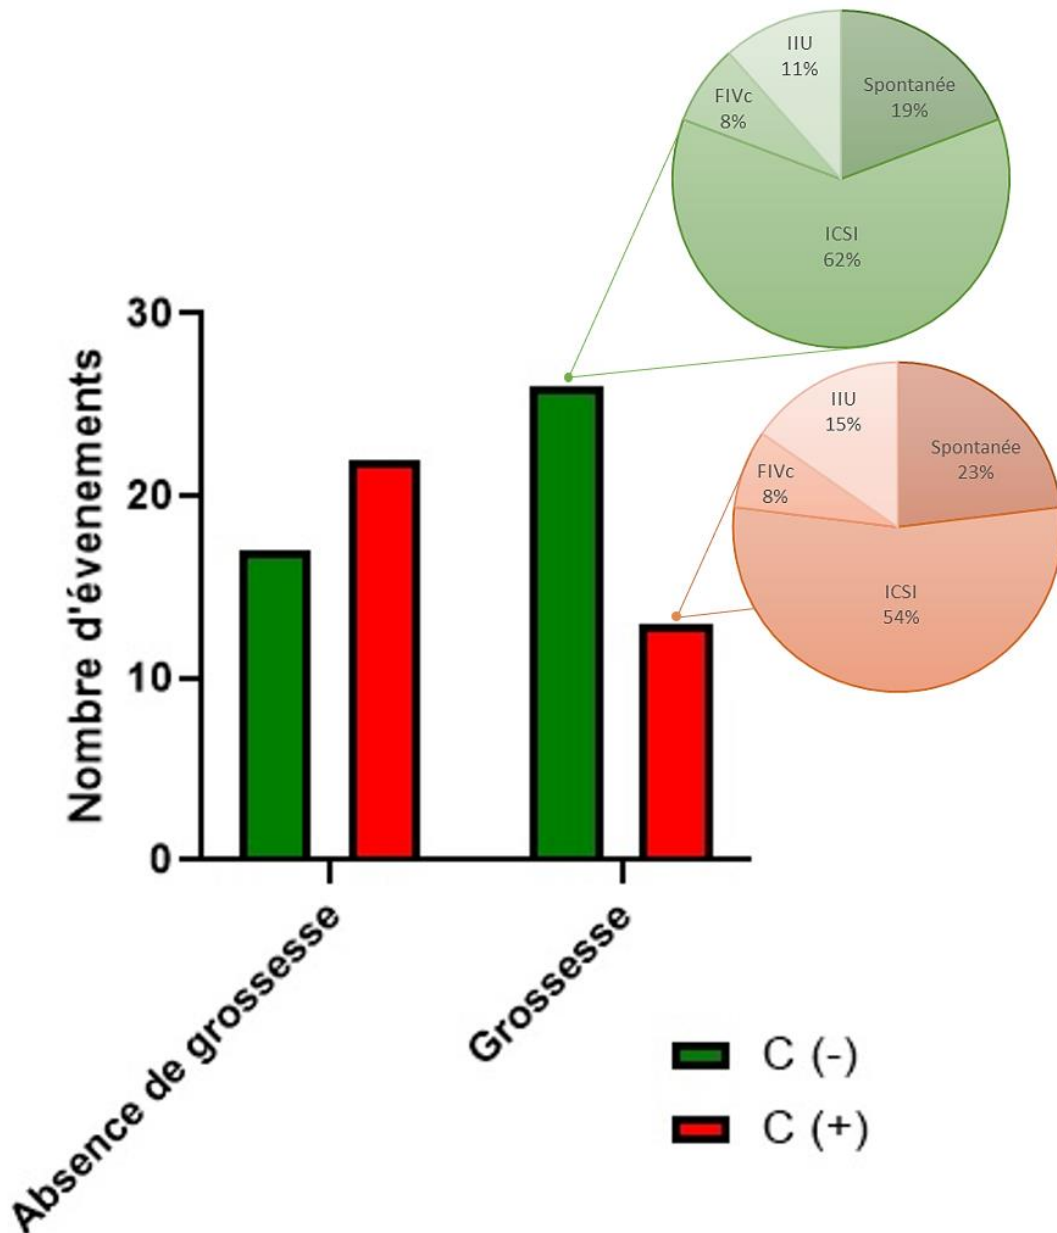 IIU
11%
Spontanée
19%
FIVc
8%
ICSI
62%
IIU
15%
Spontanée
23%
FIVc
8%
ICSI
54%
Nombre d'évenements
30
20
10
0
Absence de grossesse
Grossesse
C (-)
C (+)